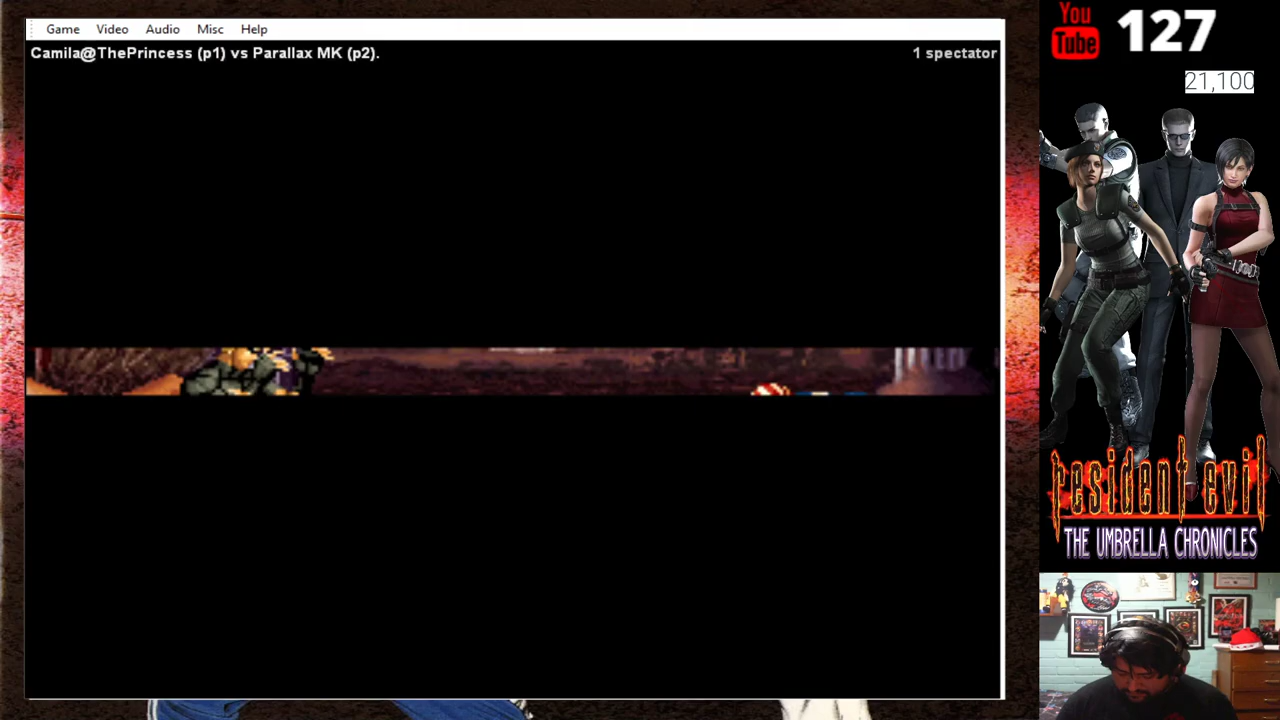 Game Video Audio Misc Help
Camila@ThePrincess (p1) vs Parallax MK (p2).
1 spectator
You
Tube
127
21,100
resident evil
THE UMBRELLA CHRONICLES